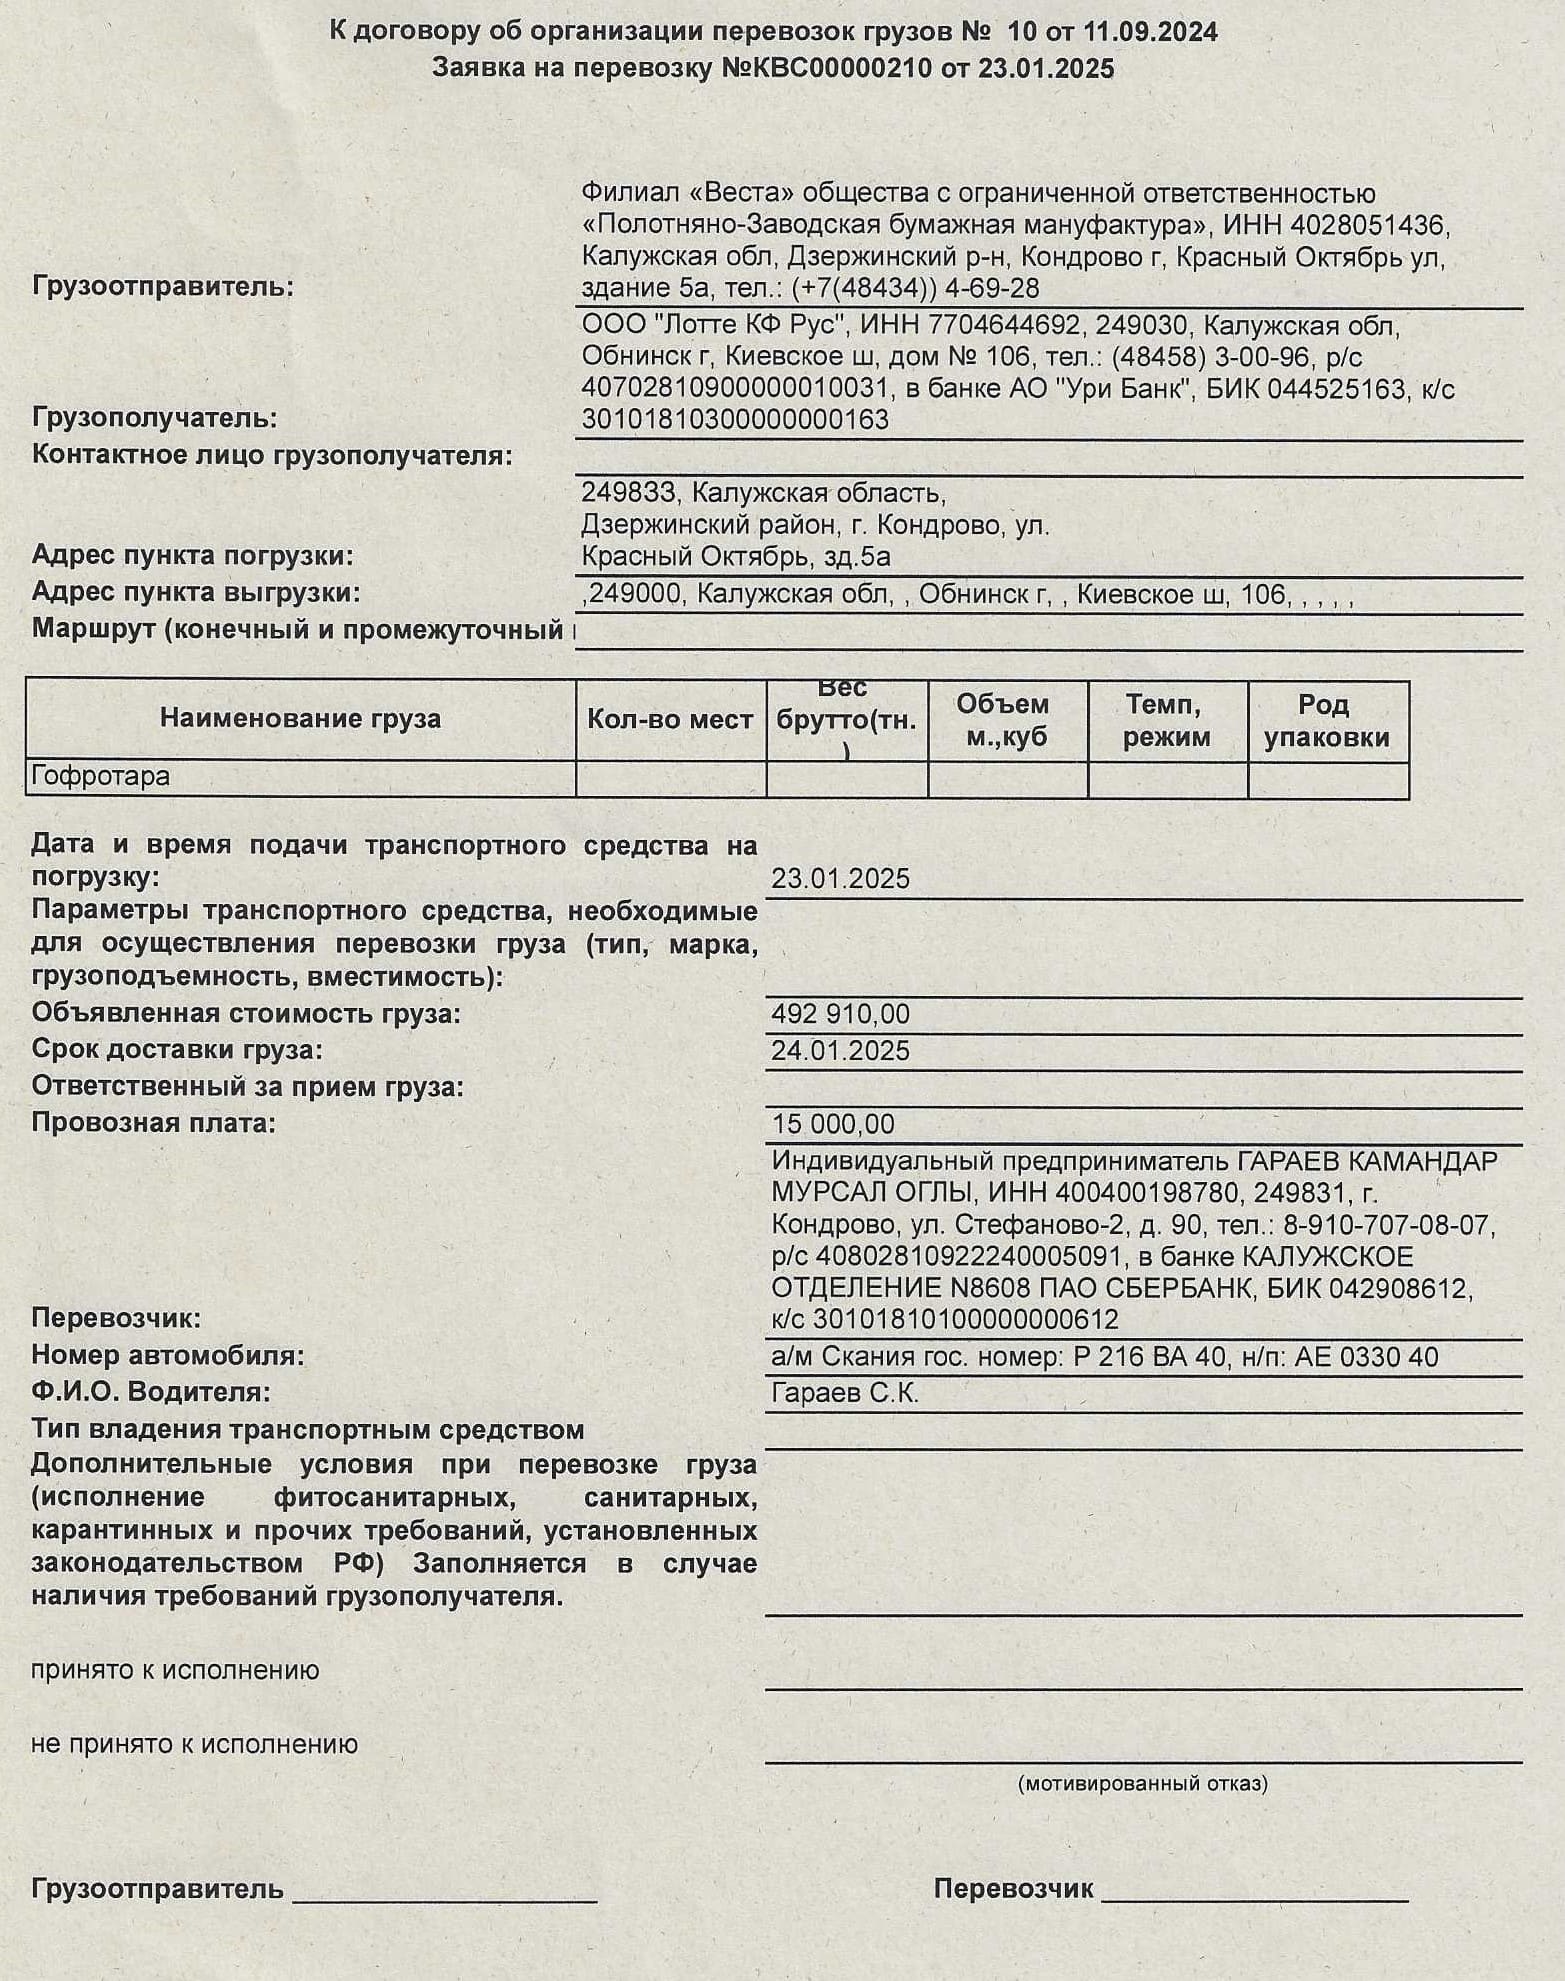 К договору об организации перевозок грузов № 10 от 11.09.2024
Заявка на перевозку №КВС00000210 от 23.01.2025
Филиал «Веста» общества с ограниченной ответственностью
«Полотняно-Заводская бумажная мануфактура», ИНН 4028051436,
Калужская обл, Дзержинский р-н, Кондрово г, Красный Октябрь ул,
Грузоотправитель: здание 5а, тел.: (+7(48434)) 4-69-28
ООО "Лотте КФ Рус", ИНН 7704644692, 249030, Калужская обл,
Обнинск г, Киевское ш, дом № 106, тел.: (48458) 3-00-96, р/с
40702810900000010031, в банке АО "Ури Банк", БИК 044525163, к/с
Грузополучатель: 30101810300000000163
Контактное лицо грузополучателя:
249833, Калужская область,
Дзержинский район, г. Кондрово, ул.
Адрес пункта погрузки: Красный Октябрь, зд.5а
Адрес пункта выгрузки: ,249000, Калужская обл, , Обнинск г, , Киевское ш, 106, , , , ,
Маршрут (конечный и промежуточный
Наименование груза Кол-во мест Вес брутто(тн.) Объем м.,куб Темп, режим Род упаковки
Гофротара
Дата и время подачи транспортного средства на
погрузку: 23.01.2025
Параметры транспортного средства, необходимые
для осуществления перевозки груза (тип, марка,
грузоподъемность, вместимость):
Объявленная стоимость груза: 492 910,00
Срок доставки груза: 24.01.2025
Ответственный за прием груза:
Провозная плата: 15 000,00
Индивидуальный предприниматель ГАРАЕВ КАМАНДАР
МУРСАЛ ОГЛЫ, ИНН 400400198780, 249831, г.
Кондрово, ул. Стефаново-2, д. 90, тел.: 8-910-707-08-07,
р/с 40802810922240005091, в банке КАЛУЖСКОЕ
ОТДЕЛЕНИЕ N8608 ПАО СБЕРБАНК, БИК 042908612,
Перевозчик: к/с 30101810100000000612
Номер автомобиля: а/м Скания гос. номер: Р 216 ВА 40, н/п: АЕ 0330 40
Ф.И.О. Водителя: Гараев С.К.
Тип владения транспортным средством
Дополнительные условия при перевозке груза
(исполнение фитосанитарных, санитарных,
карантинных и прочих требований, установленных
законодательством РФ) Заполняется в случае
наличия требований грузополучателя.
принято к исполнению
не принято к исполнению
(мотивированный отказ)
Грузоотправитель Перевозчик